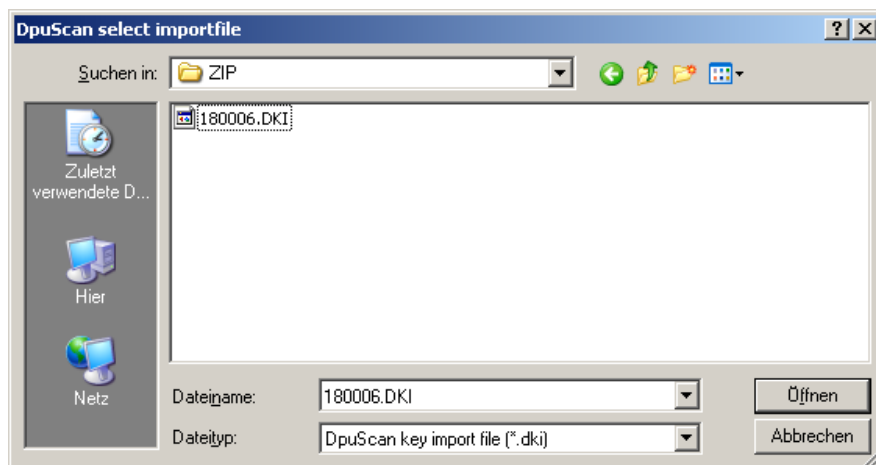 DpuScan select importfile
Suchen in: ZIP
180006.DKI
Zuletzt
verwendete D...
Hier
Netz
Dateiname: 180006.DKI Öffnen
Dateityp: DpuScan key import file (*.dki) Abbrechen